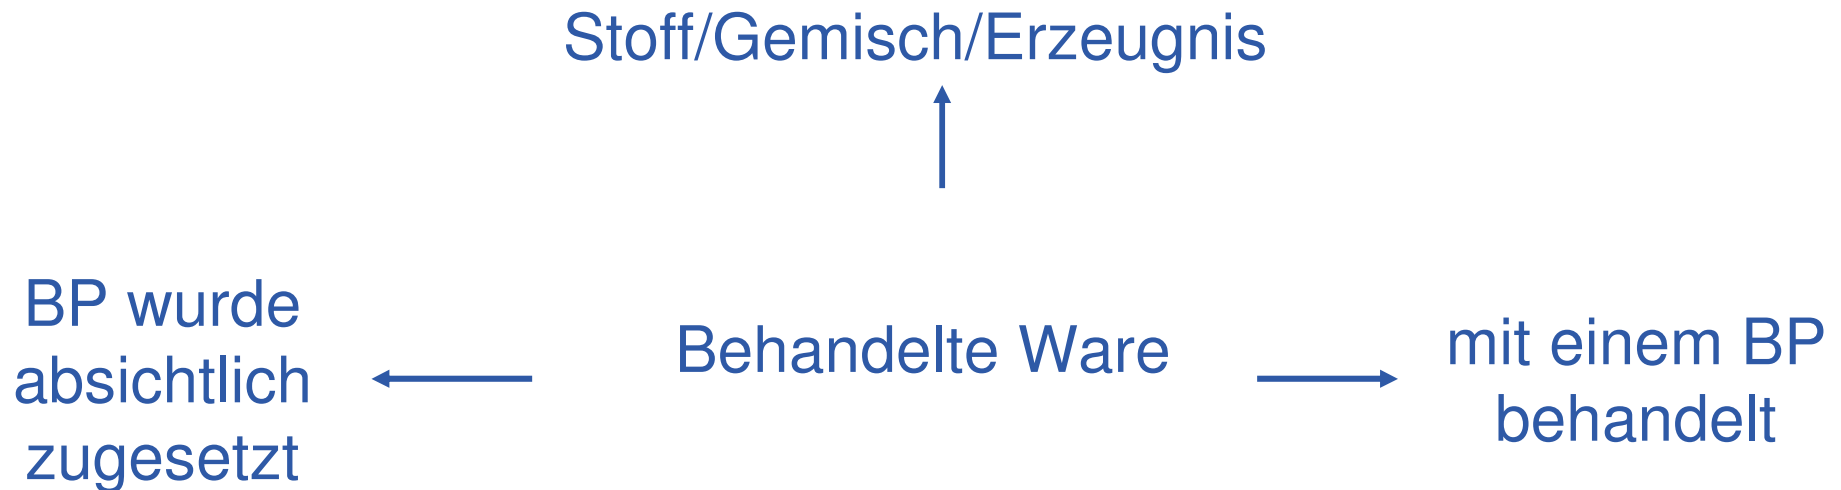 Stoff/Gemisch/Erzeugnis
BP wurde
absichtlich
zugesetzt
Behandelte Ware
mit einem BP
behandelt